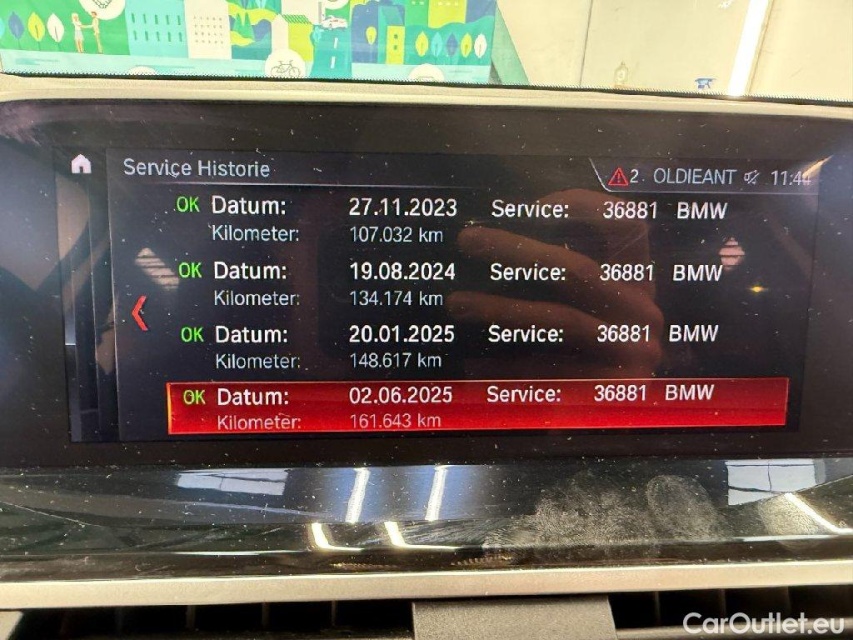 Service Historie
2 OLDIEANT 11:44
OK Datum: 27.11.2023 Service: 36881 BMW
Kilometer: 107.032 km
OK Datum: 19.08.2024 Service: 36881 BMW
Kilometer: 134.174 km
OK Datum: 20.01.2025 Service: 36881 BMW
Kilometer: 148.617 km
OK Datum: 02.06.2025 Service: 36881 BMW
Kilometer: 161.643 km
CarOutlet.eu